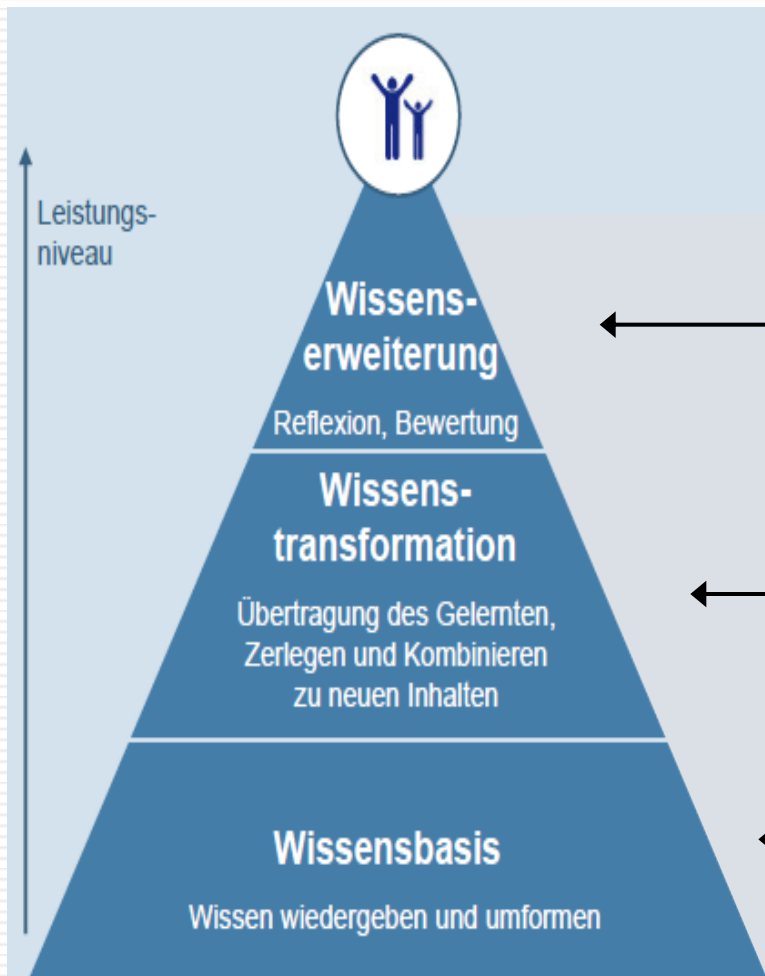 Leistungs-
niveau
Wissens-
erweiterung
Reflexion, Bewertung
Wissens-
transformation
Übertragung des Gelernten,
Zerlegen und Kombinieren
zu neuen Inhalten
Wissensbasis
Wissen wiedergeben und umformen